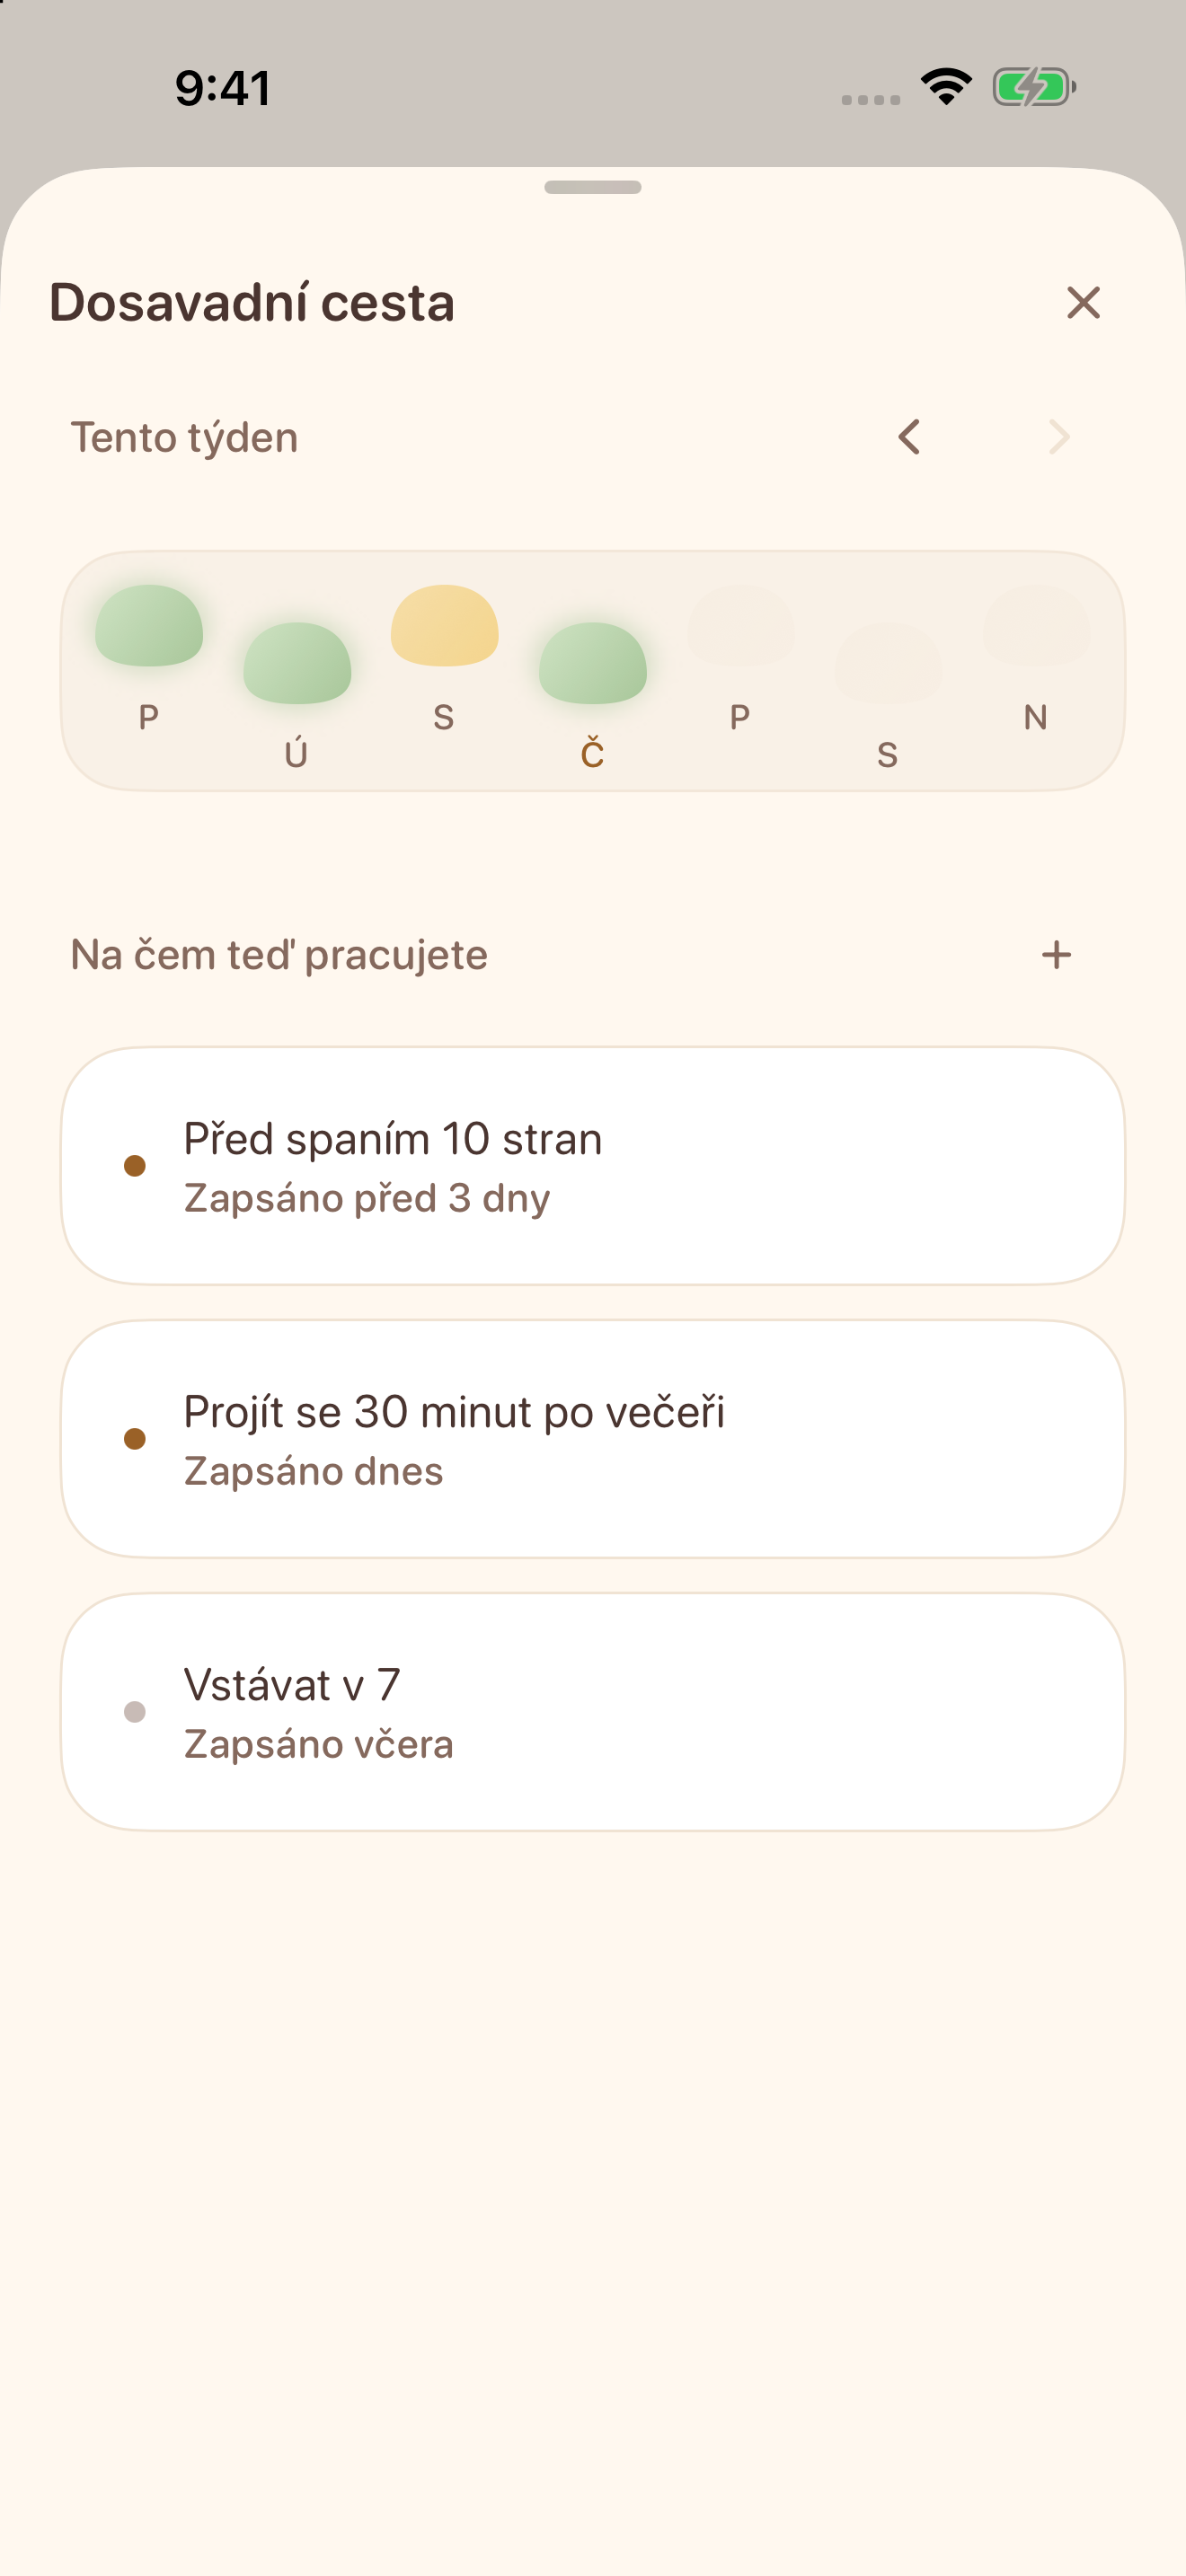 9:41
Dosavadní cesta
Tento týden
P
Ú
S
Č
P
S
N
Na čem teď pracujete
Před spaním 10 stran
Zapsáno před 3 dny
Projít se 30 minut po večeři
Zapsáno dnes
Vstávat v 7
Zapsáno včera